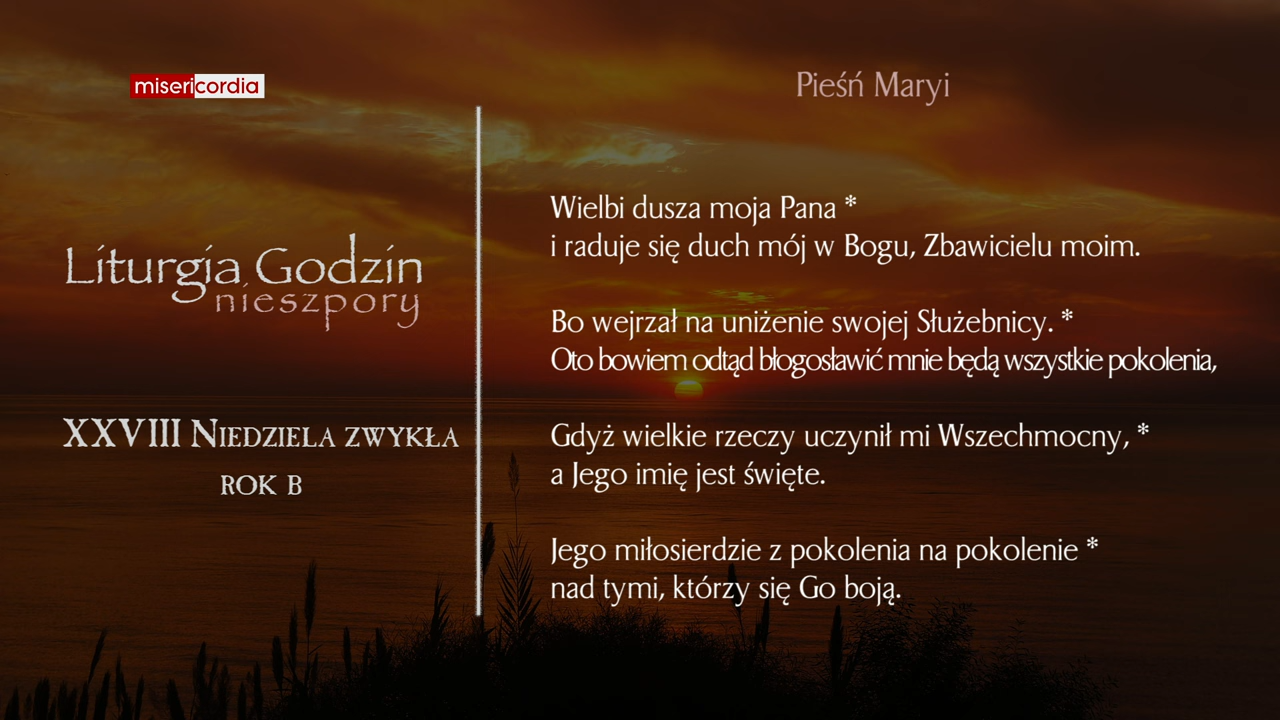 misericordia
Liturgia Godzin
nieszpory
XXVIII Niedziela zwykła
rok B
Pieśń Maryi
Wielbi dusza moja Pana *
i raduje się duch mój w Bogu, Zbawicielu moim.
Bo wejrzał na uniżenie swojej Służebnicy. *
Oto bowiem odtąd błogosławić mnie będą wszystkie pokolenia,
Gdyż wielkie rzeczy uczynił mi Wszechmocny, *
a Jego imię jest święte.
Jego miłosierdzie z pokolenia na pokolenie *
nad tymi, którzy się Go boją.